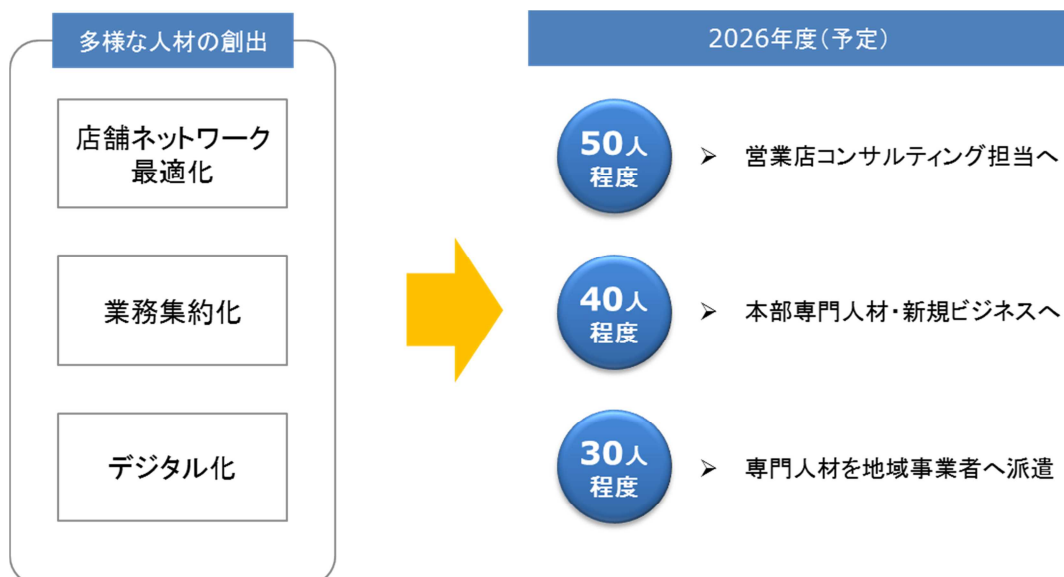 多様な人材の創出
店舗ネットワーク
最適化
業務集約化
デジタル化
2026年度(予定)
50人
程度
➢ 営業店コンサルティング担当へ
40人
程度
➢ 本部専門人材・新規ビジネスへ
30人
程度
➢ 専門人材を地域事業者へ派遣